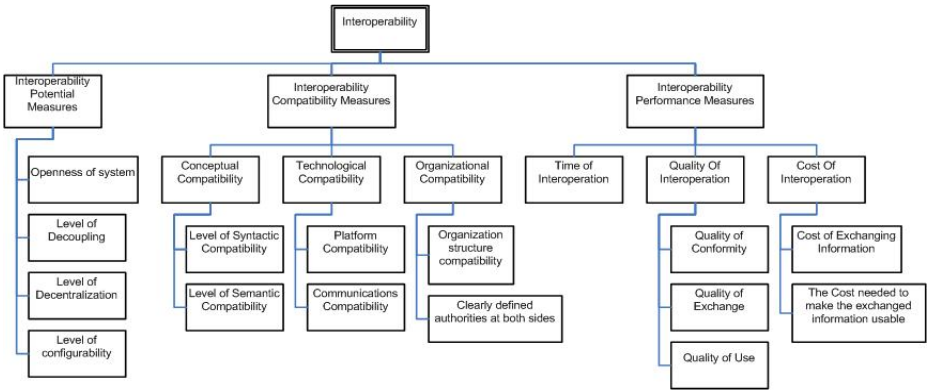 Interoperability
Interoperability
Potential
Measures
Interoperability
Compatibility Measures
Interoperability
Performance Measures
Openness of system
Level of
Decoupling
Level of
Decentralization
Level of
configurability
Conceptual
Compatibility
Technological
Compatibility
Organizational
Compatibility
Level of Syntactic
Compatibility
Level of Semantic
Compatibility
Platform
Compatibility
Communications
Compatibility
Organization
structure
compatibility
Clearly defined
authorities at both sides
Time of
Interoperation
Quality Of
Interoperation
Cost Of
Interoperation
Quality of
Conformity
Quality of
Exchange
Quality of Use
Cost of Exchanging
Information
The Cost needed to
make the exchanged
information usable